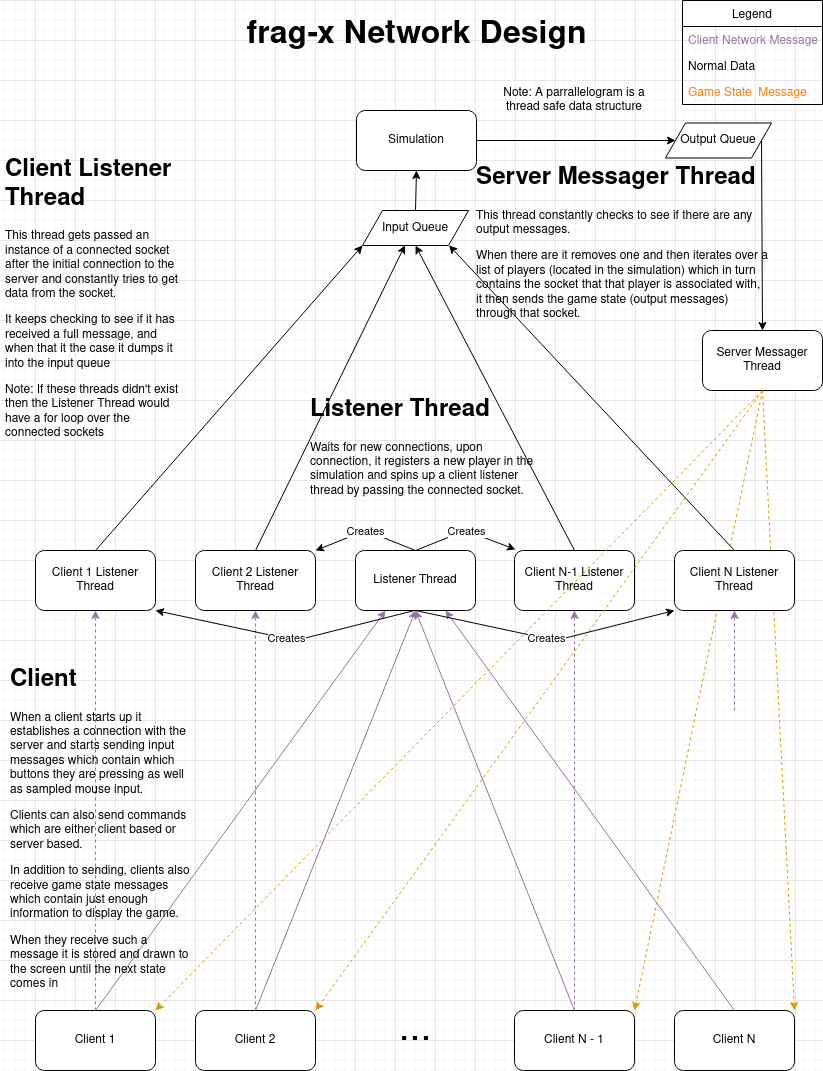 frag-x Network Design
Legend
Client Network Message
Normal Data
Game State  Message
Note: A parrallelogram is a
thread safe data structure
Simulation
Output Queue
Input Queue
Client Listener
Thread
This thread gets passed an
instance of a connected socket
after the initial connection to the
server and constantly tries to get
data from the socket.
It keeps checking to see if it has
received a full message, and
when that it the case it dumps it
into the input queue
Note: If these threads didn't exist
then the Listener Thread would
have a for loop over the
connected sockets
Server Messager Thread
This thread constantly checks to see if there are any
output messages.
When there are it removes one and then iterates over a
list of players (located in the simulation) which in turn
contains the socket that that player is associated with,
it then sends the game state (output messages)
through that socket.
Server Messager
Thread
Listener Thread
Waits for new connections, upon
connection, it registers a new player in the
simulation and spins up a client listener
thread by passing the connected socket.
Creates
Creates
Client 1 Listener
Thread
Client 2 Listener
Thread
Listener Thread
Client N-1 Listener
Thread
Client N Listener
Thread
Creates
Creates
Client
When a client starts up it
establishes a connection with the
server and starts sending input
messages which contain which
buttons they are pressing as well
as sampled mouse input.
Clients can also send commands
which are either client based or
server based.
In addition to sending, clients also
receive game state messages
which contain just enough
information to display the game.
When they receive such a
message it is stored and drawn to
the screen until the next state
comes in
Client 1
Client 2
...
Client N - 1
Client N